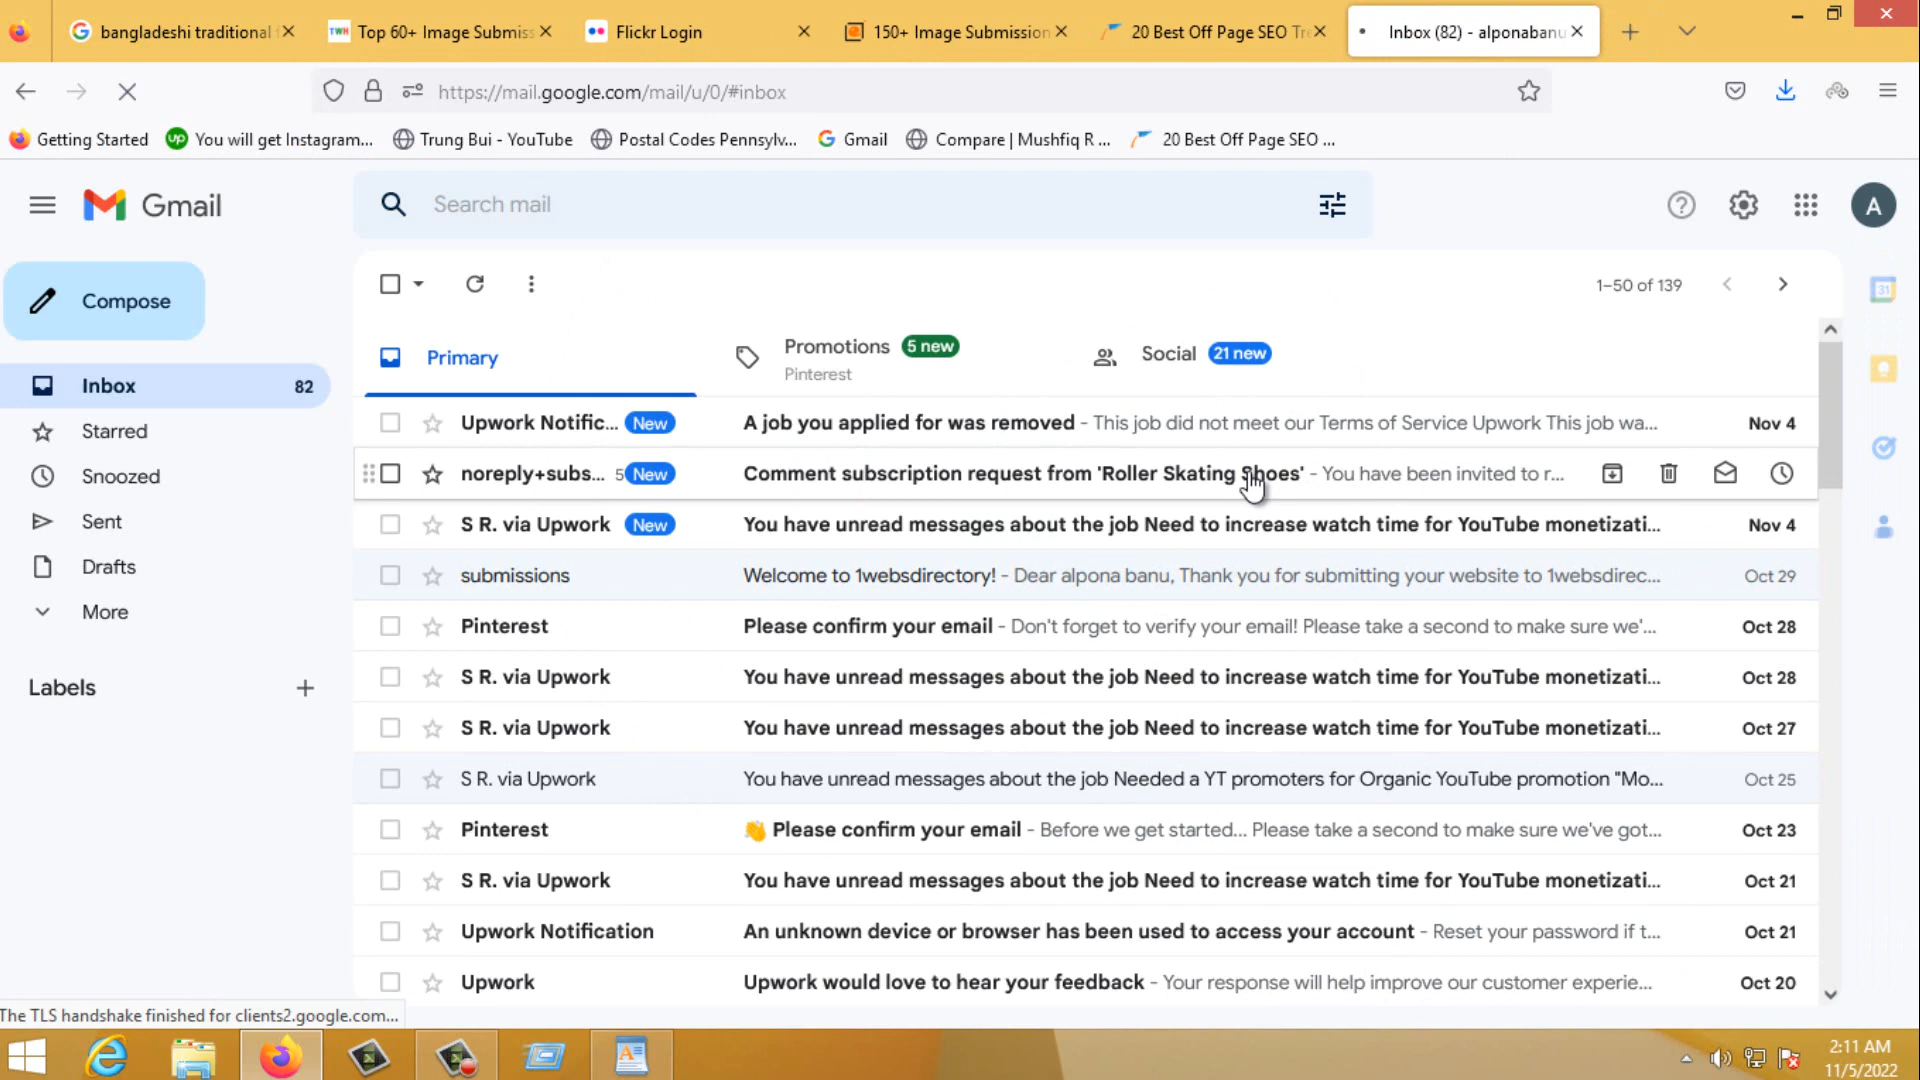 bangladeshi traditional f
TWH Top 60+ Image Submiss
Flickr Login
150+ Image Submission
20 Best Off Page SEO Tre
Inbox (82) - alponabanu
https://mail.google.com/mail/u/0/#inbox
Getting Started
up You will get Instagram...
Trung Bui - YouTube
Postal Codes Pennsylv...
Gmail
Compare | Mushfiq R ...
20 Best Off Page SEO ...
Gmail
Search mail
A
Compose
1–50 of 139
31
Primary
Promotions 5 new
Pinterest
Social 21 new
Inbox 82
Starred
Snoozed
Sent
Drafts
More
Labels
Upwork Notific... New A job you applied for was removed - This job did not meet our Terms of Service Upwork This job wa... Nov 4
noreply+subs... 5 New Comment subscription request from 'Roller Skating Shoes' - You have been invited to r...
S R. via Upwork New You have unread messages about the job Need to increase watch time for YouTube monetizati... Nov 4
submissions Welcome to 1websdirectory! - Dear alpona banu, Thank you for submitting your website to 1websdirec... Oct 29
Pinterest Please confirm your email - Don't forget to verify your email! Please take a second to make sure we'... Oct 28
S R. via Upwork You have unread messages about the job Need to increase watch time for YouTube monetizati... Oct 28
S R. via Upwork You have unread messages about the job Need to increase watch time for YouTube monetizati... Oct 27
S R. via Upwork You have unread messages about the job Needed a YT promoters for Organic YouTube promotion "Mo... Oct 25
Pinterest 👋 Please confirm your email - Before we get started... Please take a second to make sure we've got... Oct 23
S R. via Upwork You have unread messages about the job Need to increase watch time for YouTube monetizati... Oct 21
Upwork Notification An unknown device or browser has been used to access your account - Reset your password if t... Oct 21
Upwork Upwork would love to hear your feedback - Your response will help improve our customer experie... Oct 20
The TLS handshake finished for clients2.google.com...
2:11 AM
11/5/2022